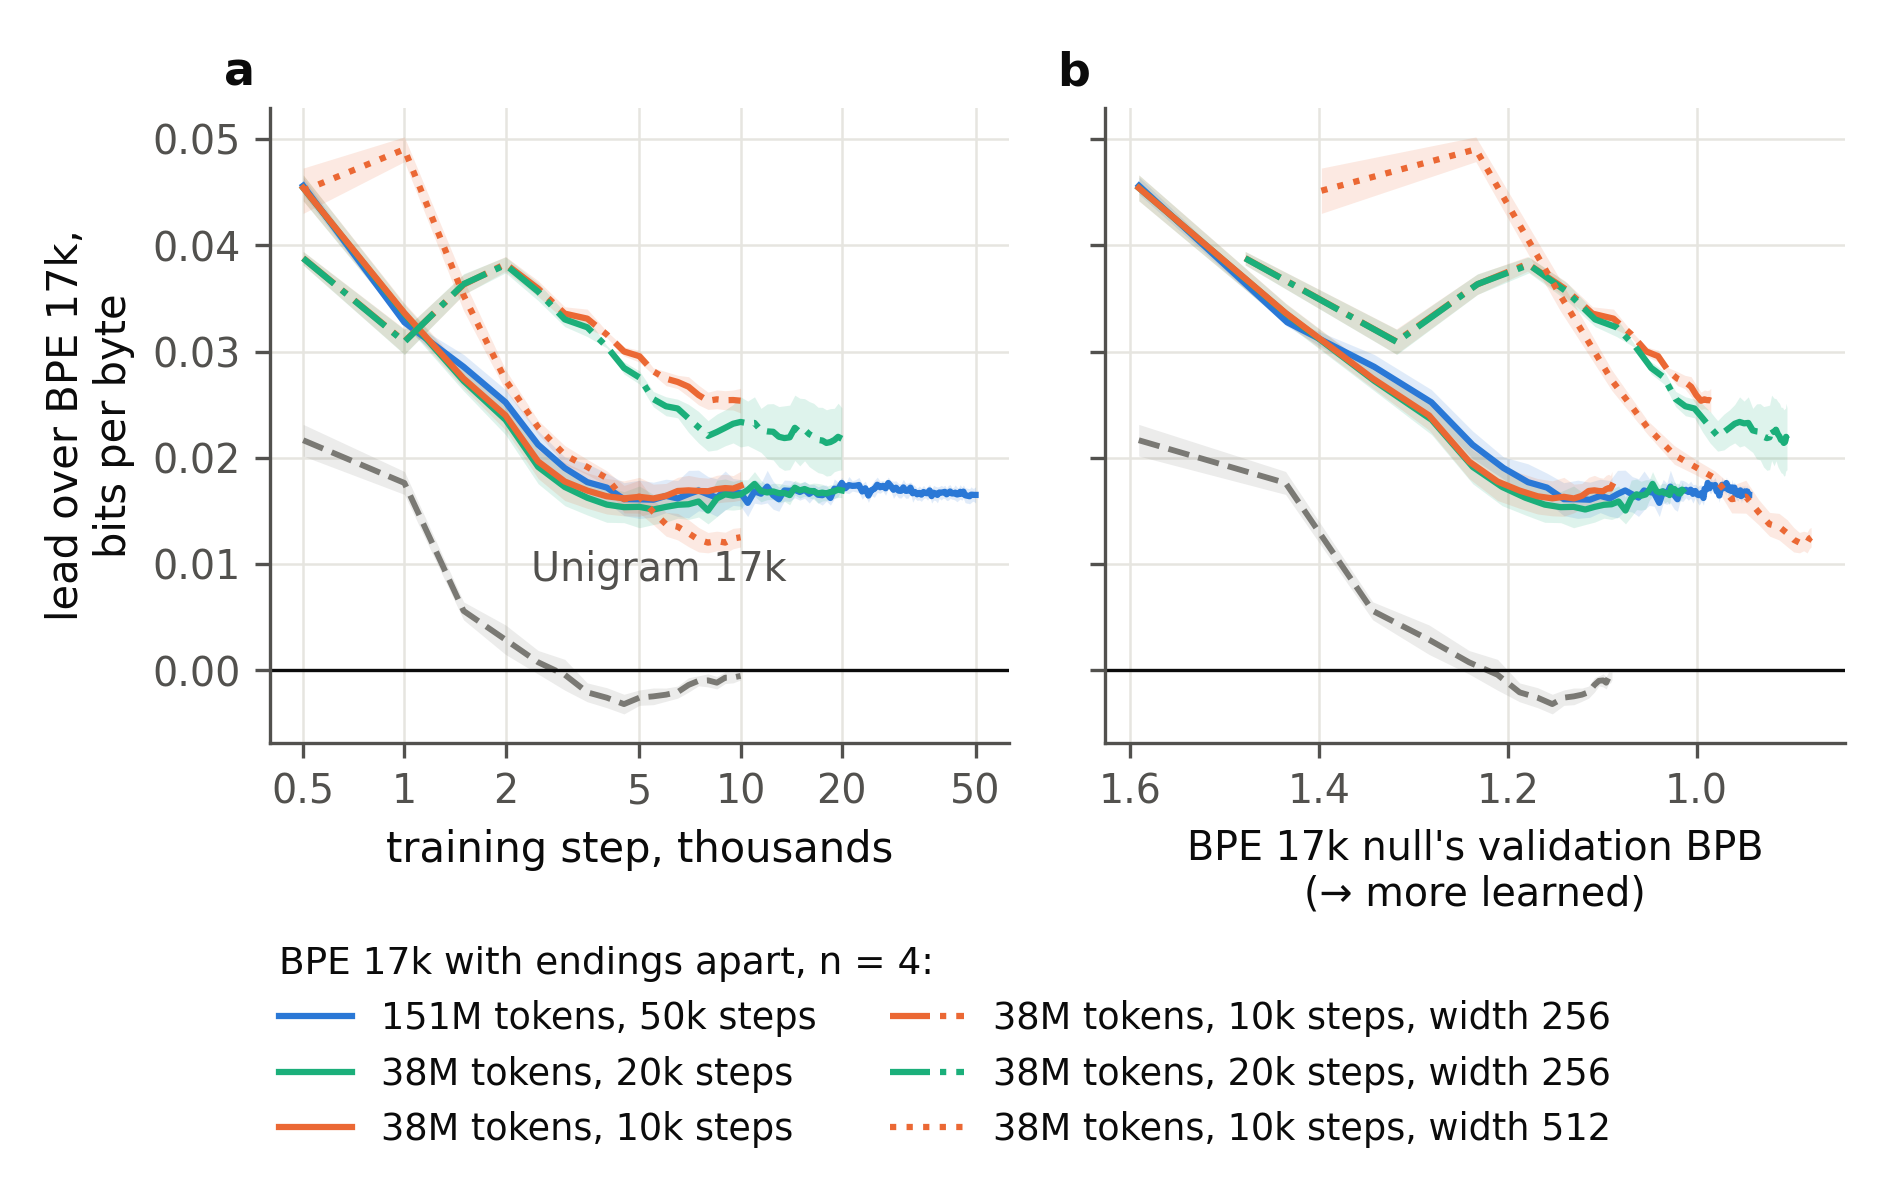 a
b
lead over BPE 17k,
bits per byte
0.05
0.04
0.03
0.02
0.01
0.00
Unigram 17k
0.5 1 2 5 10 20 50
1.6 1.4 1.2 1.0
training step, thousands
BPE 17k null's validation BPB
(→ more learned)
BPE 17k with endings apart, n = 4:
151M tokens, 50k steps
38M tokens, 20k steps
38M tokens, 10k steps
38M tokens, 10k steps, width 256
38M tokens, 20k steps, width 256
38M tokens, 10k steps, width 512